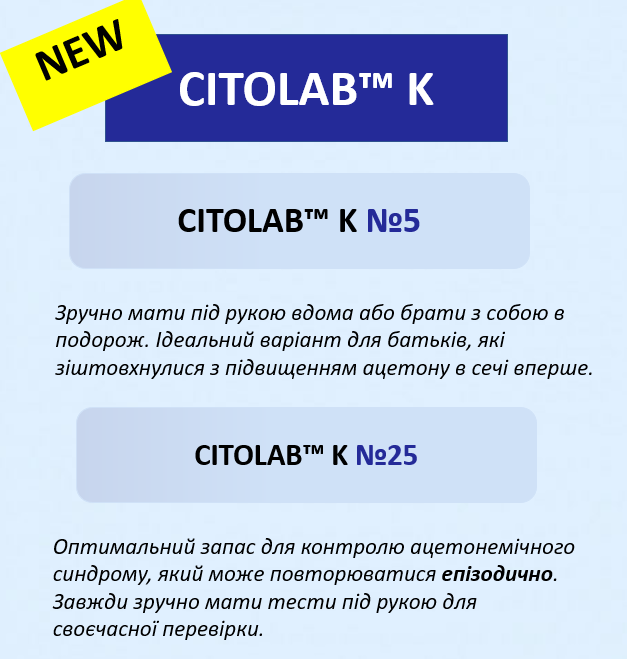 NEW
CITOLAB™ K
CITOLAB™ K №5
Зручно мати під рукою вдома або брати з собою в
подорож. Ідеальний варіант для батьків, які
зіштовхнулися з підвищенням ацетону в сечі вперше.
CITOLAB™ K №25
Оптимальний запас для контролю ацетонемічного
синдрому, який може повторюватися епізодично.
Завжди зручно мати тести під рукою для
своєчасної перевірки.